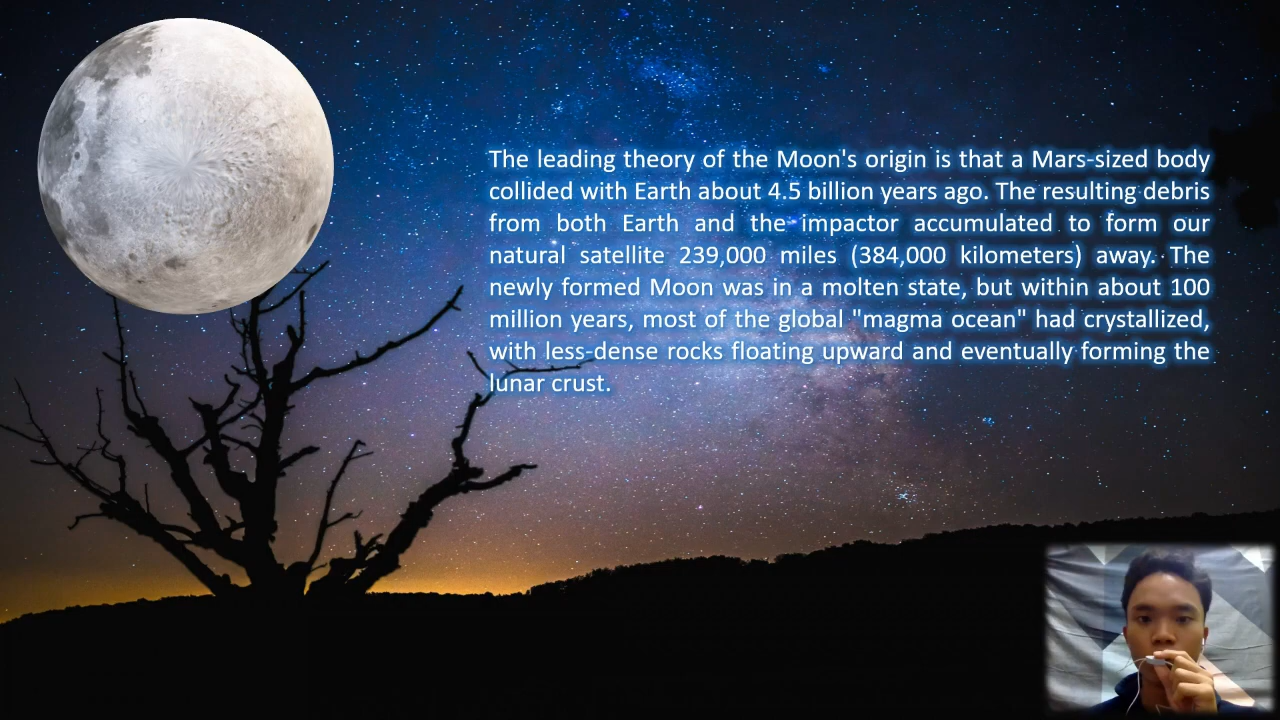 The leading theory of the Moon's origin is that a Mars-sized body
collided with Earth about 4.5 billion years ago. The resulting debris
from both Earth and the impactor accumulated to form our
natural satellite 239,000 miles (384,000 kilometers) away. The
newly formed Moon was in a molten state, but within about 100
million years, most of the global "magma ocean" had crystallized,
with less-dense rocks floating upward and eventually forming the
lunar crust.